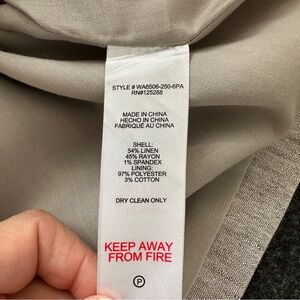 STYLE # WA6506-250-6PA
RN#125288
MADE IN CHINA
HECHO EN CHINA
FABRIQUÉ AU CHINA
SHELL:
54% LINEN
45% RAYON
1% SPANDEX
LINING:
97% POLYESTER
3% COTTON
DRY CLEAN ONLY
KEEP AWAY
FROM FIRE
P